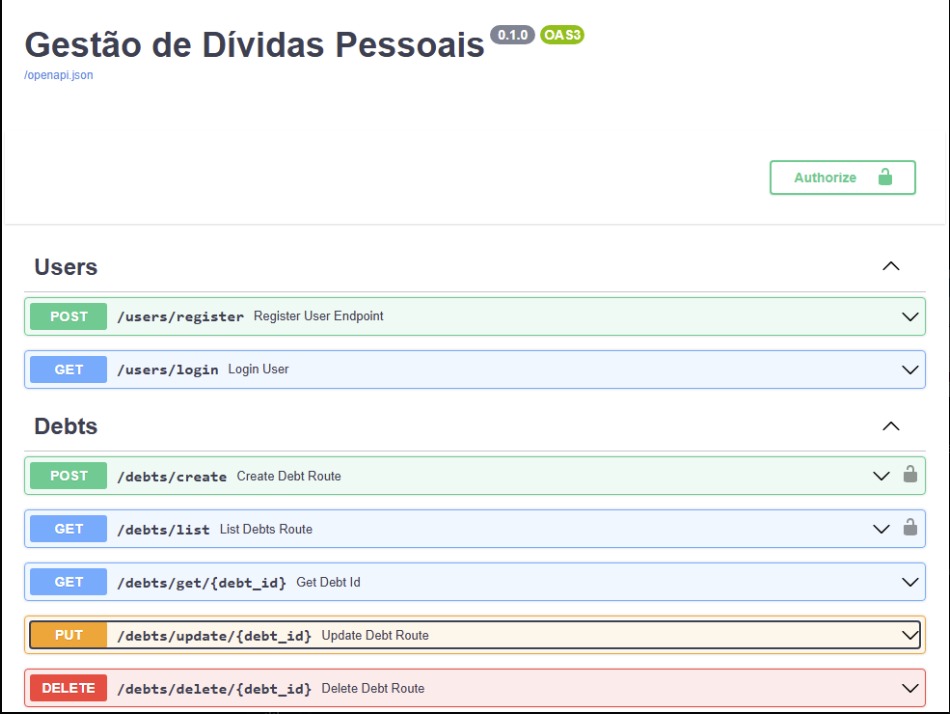 Gestão de Dívidas Pessoais 0.1.0 OAS3
/openapi.json
Authorize
Users
POST /users/register Register User Endpoint
GET /users/login Login User
Debts
POST /debts/create Create Debt Route
GET /debts/list List Debts Route
GET /debts/get/{debt_id} Get Debt Id
PUT /debts/update/{debt_id} Update Debt Route
DELETE /debts/delete/{debt_id} Delete Debt Route